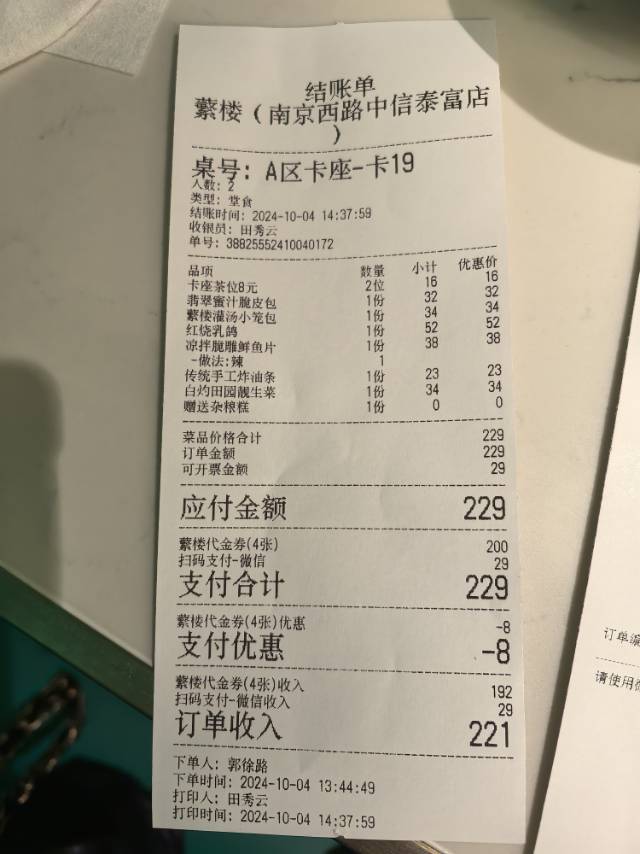 结账单
蘩楼（南京西路中信泰富店
）
桌号: A区卡座-卡19
人数: 2
类型: 堂食
结账时间: 2024-10-04 14:37:59
收银员: 田秀云
单号: 38825552410040172
品项 数量 小计 优惠价
卡座茶位8元 2位 16 16
翡翠蜜汁脆皮包 1份 32 32
蘩楼灌汤小笼包 1份 34 34
红烧乳鸽 1份 52 52
凉拌脆雕鲜鱼片 1份 38 38
-做法:辣 1
传统手工炸油条 1份 23 23
白灼田园靓生菜 1份 34 34
赠送杂粮糕 1份 0 0
菜品价格合计 229
订单金额 229
可开票金额 29
应付金额 229
蘩楼代金券(4张) 200
扫码支付-微信 29
支付合计 229
蘩楼代金券(4张)优惠 -8
支付优惠 -8
蘩楼代金券(4张)收入 192
扫码支付-微信收入 29
订单收入 221
下单人: 郭徐路
下单时间: 2024-10-04 13:44:49
打印人: 田秀云
打印时间: 2024-10-04 14:37:59
订单编
请使用